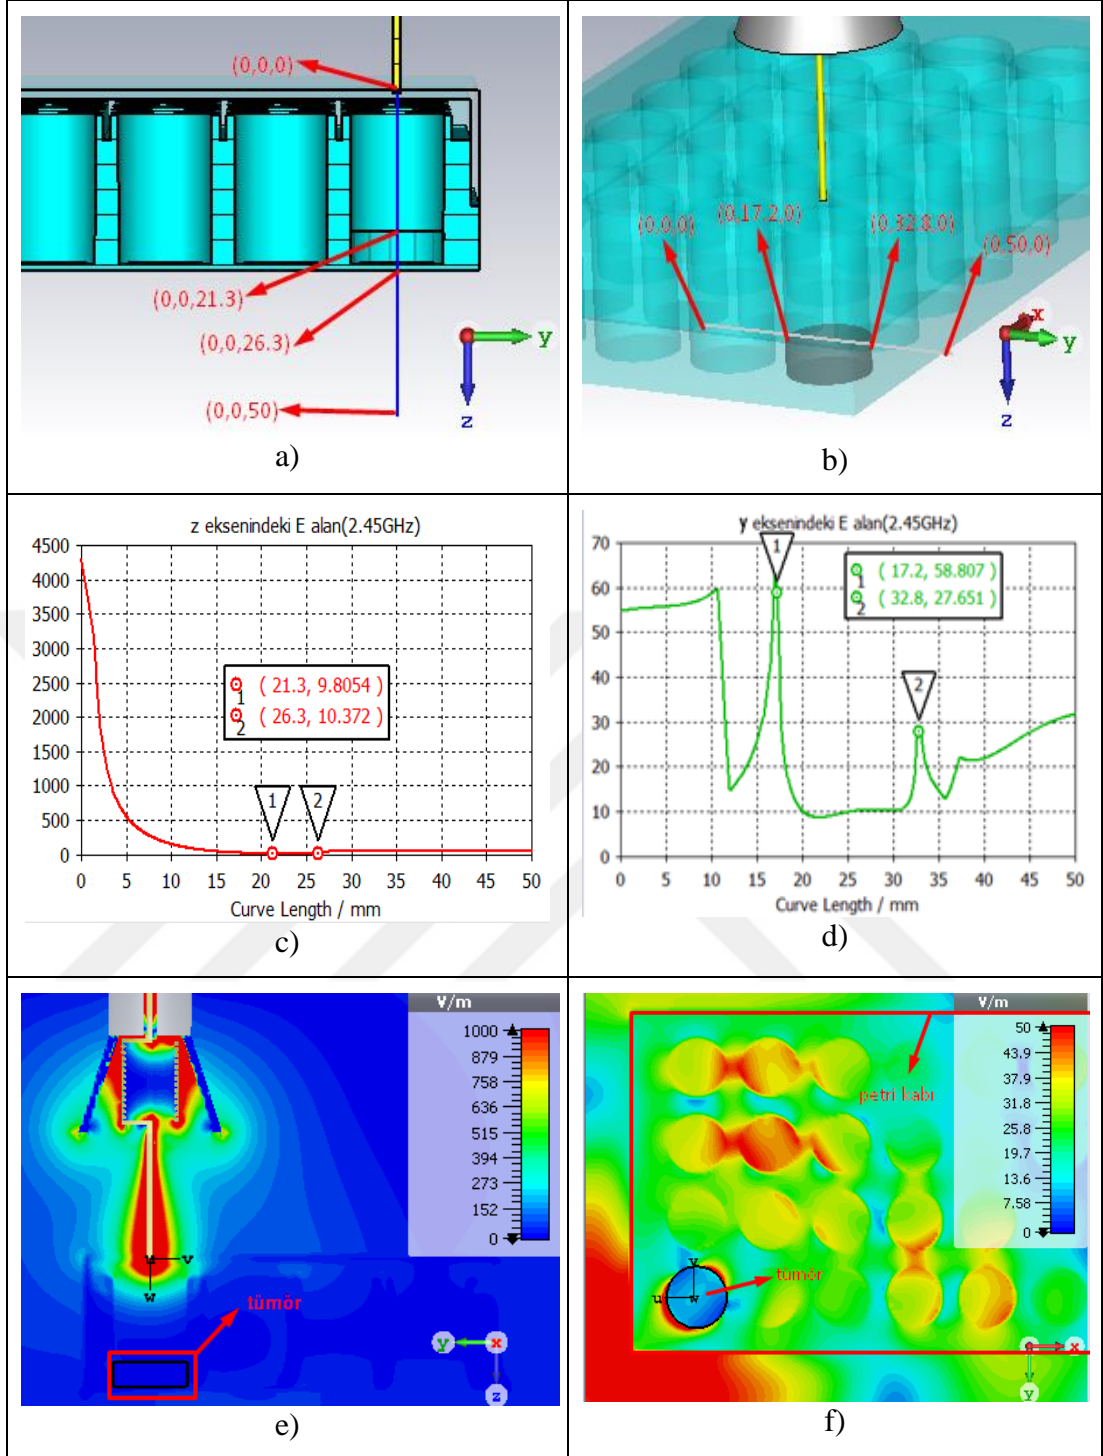 (0,0,0)
(0,0,21.3)
(0,0,26.3)
(0,0,50)
y
z
a)
(0,0,0)
(0,17.2,0)
(0,32.8,0)
(0,50,0)
x
y
z
b)
z eksenindeki E alan(2.45GHz)
4500
4000
3500
3000
2500
2000
1500
1000
500
0
1 ( 21.3, 9.8054 )
2 ( 26.3, 10.372 )
1
2
0 5 10 15 20 25 30 35 40 45 50
Curve Length / mm
c)
y eksenindeki E alan(2.45GHz)
70
60
50
40
30
20
10
0
1 ( 17.2, 58.807 )
2 ( 32.8, 27.651 )
1
2
0 5 10 15 20 25 30 35 40 45 50
Curve Length / mm
d)
V/m
1000
879
758
636
515
394
273
152
0
u
v
w
tümör
y
x
z
e)
V/m
50
43.9
37.9
31.8
25.8
19.7
13.6
7.58
0
petri kabı
tümör
v
u
w
x
y
f)